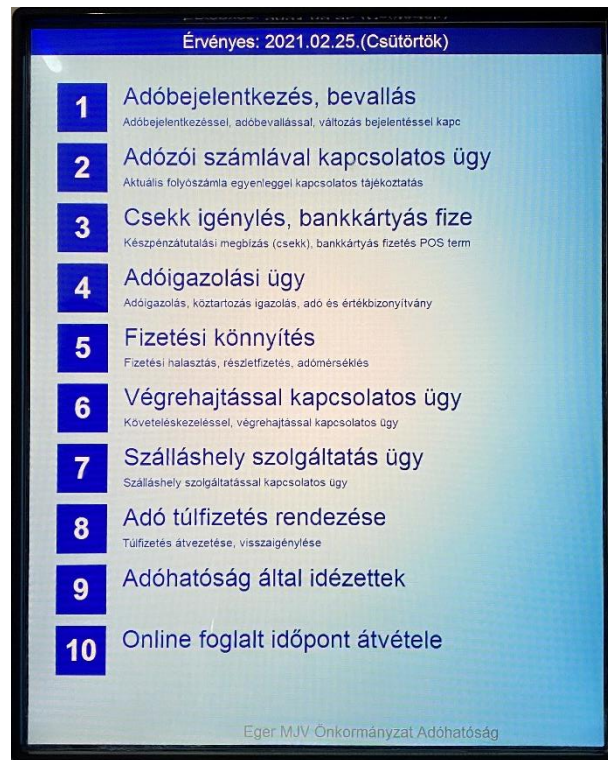 Érvényes: 2021.02.25.(Csütörtök)
1 Adóbejelentkezés, bevallás
Adóbejelentkezéssel, adóbevallással, változás bejelentéssel kapc
2 Adózói számlával kapcsolatos ügy
Aktuális folyószámla egyenleggel kapcsolatos tájékoztatás
3 Csekk igénylés, bankkártyás fize
Készpénzátutalási megbízás (csekk), bankkártyás fizetés POS term
4 Adóigazolási ügy
Adóigazolás, köztartozás igazolás, adó és értékbizonyítvány
5 Fizetési könnyítés
Fizetési halasztás, részletfizetés, adómérséklés
6 Végrehajtással kapcsolatos ügy
Követeléskezeléssel, végrehajtással kapcsolatos ügy
7 Szálláshely szolgáltatás ügy
Szálláshely szolgáltatással kapcsolatos ügy
8 Adó túlfizetés rendezése
Túlfizetés átvezetése, visszaigénylése
9 Adóhatóság által idézettek
10 Online foglalt időpont átvétele
Eger MJV Önkormányzat Adóhatóság